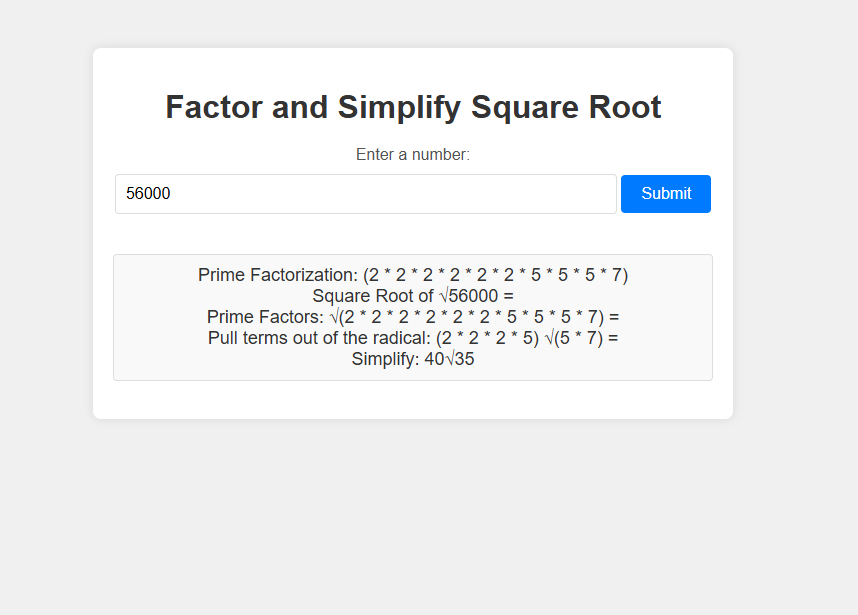 Factor and Simplify Square Root
Enter a number:
56000
Submit
Prime Factorization: (2 * 2 * 2 * 2 * 2 * 2 * 5 * 5 * 5 * 7)
Square Root of √56000 =
Prime Factors: √(2 * 2 * 2 * 2 * 2 * 2 * 5 * 5 * 5 * 7) =
Pull terms out of the radical: (2 * 2 * 2 * 5) √(5 * 7) =
Simplify: 40√35